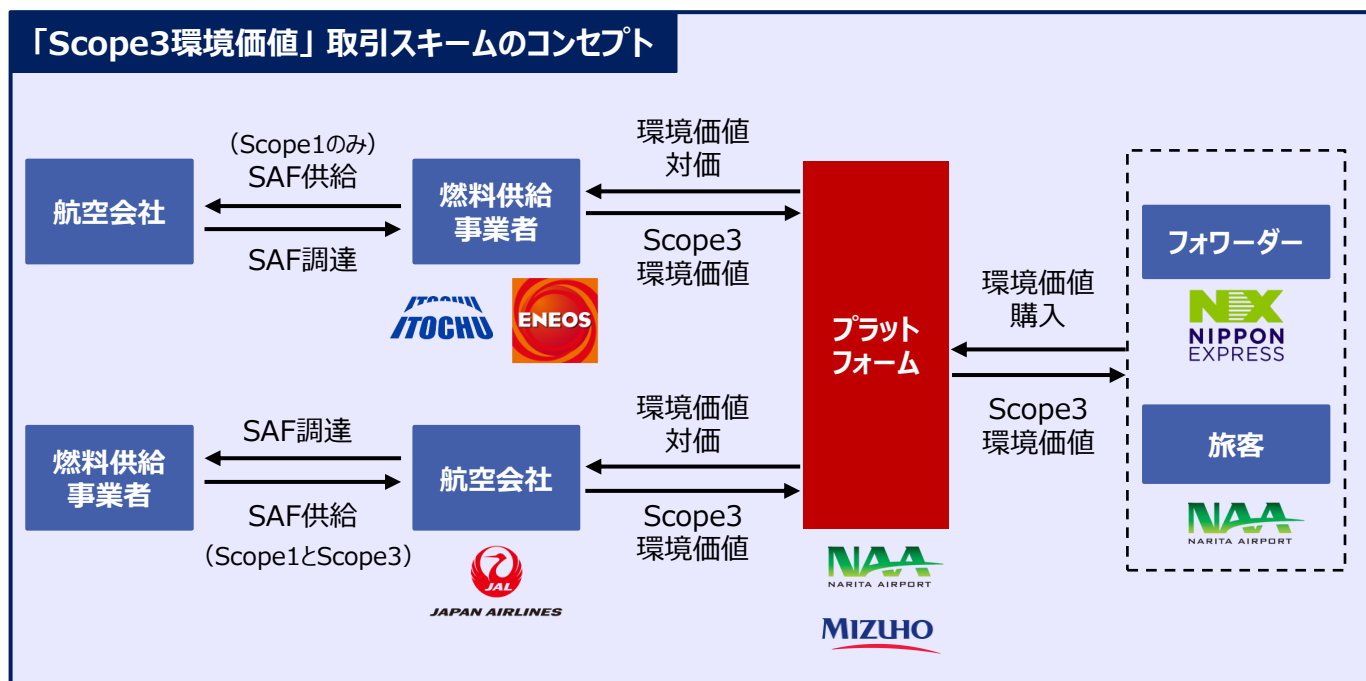 「Scope3環境価値」取引スキームのコンセプト
航空会社
（Scope1のみ）
SAF供給
SAF調達
燃料供給
事業者
ITOCHU
ITOCHU
ENEOS
環境価値
対価
Scope3
環境価値
燃料供給
事業者
SAF調達
SAF供給
（Scope1とScope3）
航空会社
JAL
JAPAN AIRLINES
環境価値
対価
Scope3
環境価値
プラット
フォーム
NAA
NARITA AIRPORT
MIZUHO
環境価値
購入
Scope3
環境価値
フォワーダー
NX
NIPPON
EXPRESS
旅客
NAA
NARITA AIRPORT